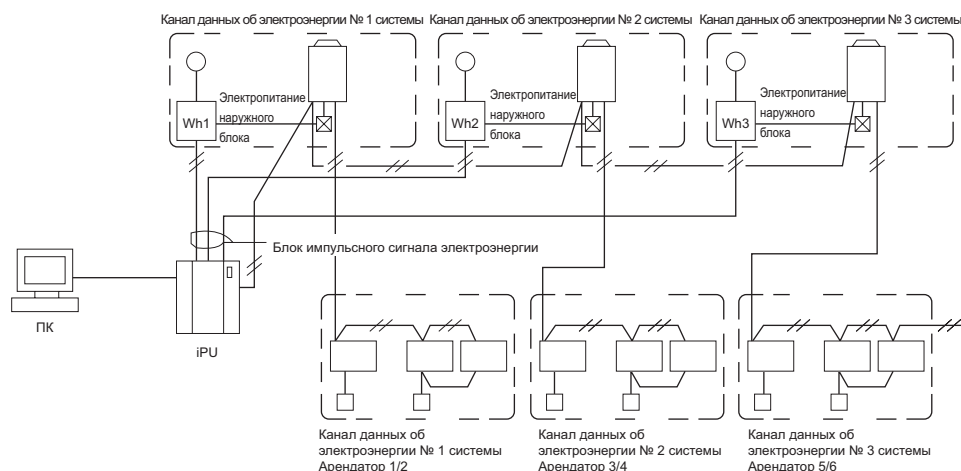 Канал данных об электроэнергии № 1 системы
Канал данных об электроэнергии № 2 системы
Канал данных об электроэнергии № 3 системы
Электропитание
наружного
блока
Wh1
Электропитание
наружного
блока
Wh2
Электропитание
наружного
блока
Wh3
Блок импульсного сигнала электроэнергии
ПК
iPU
Канал данных об
электроэнергии № 1 системы
Арендатор 1/2
Канал данных об
электроэнергии № 2 системы
Арендатор 3/4
Канал данных об
электроэнергии № 3 системы
Арендатор 5/6